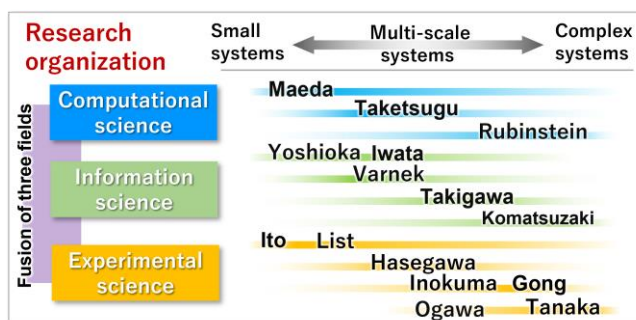 Research
organization
Small
systems
Multi-scale
systems
Complex
systems
Fusion of three fields
Computational
science
Maeda
Taketsugu
Rubinstein
Information
science
Yoshioka Iwata
Varnek
Takigawa
Komatsuzaki
Experimental
science
Ito List
Hasegawa
Inokuma Gong
Ogawa Tanaka